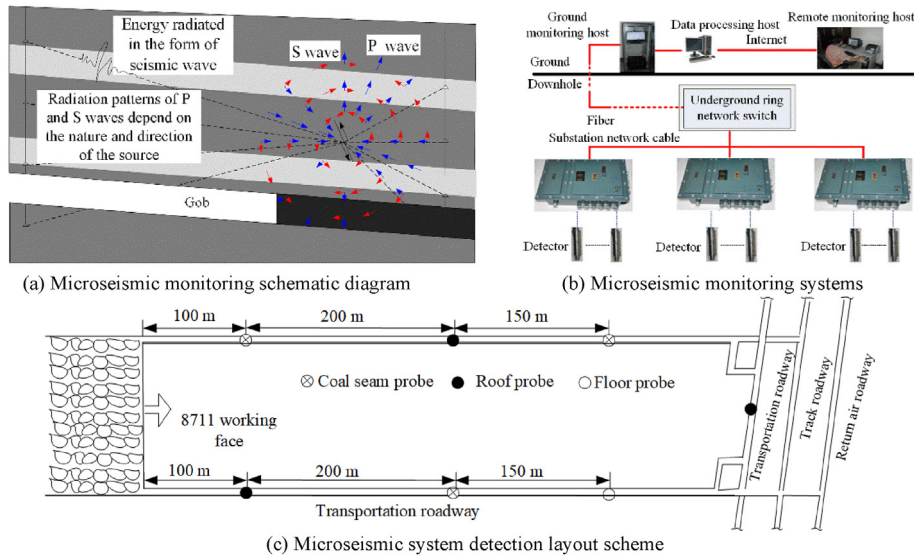 Energy radiated
in the form of
seismic wave
S wave
P wave
Radiation patterns of P
and S waves depend on
the nature and direction
of the source
Gob
(a) Microseismic monitoring schematic diagram
Ground
monitoring host
Data processing host
Remote monitoring host
Internet
Ground
Downhole
Fiber
Underground ring
network switch
Substation network cable
Detector
Detector
Detector
(b) Microseismic monitoring systems
100 m
200 m
150 m
Coal seam probe
Roof probe
Floor probe
8711 working
face
100 m
200 m
150 m
Transportation roadway
Transportation roadway
Track roadway
Return air roadway
(c) Microseismic system detection layout scheme